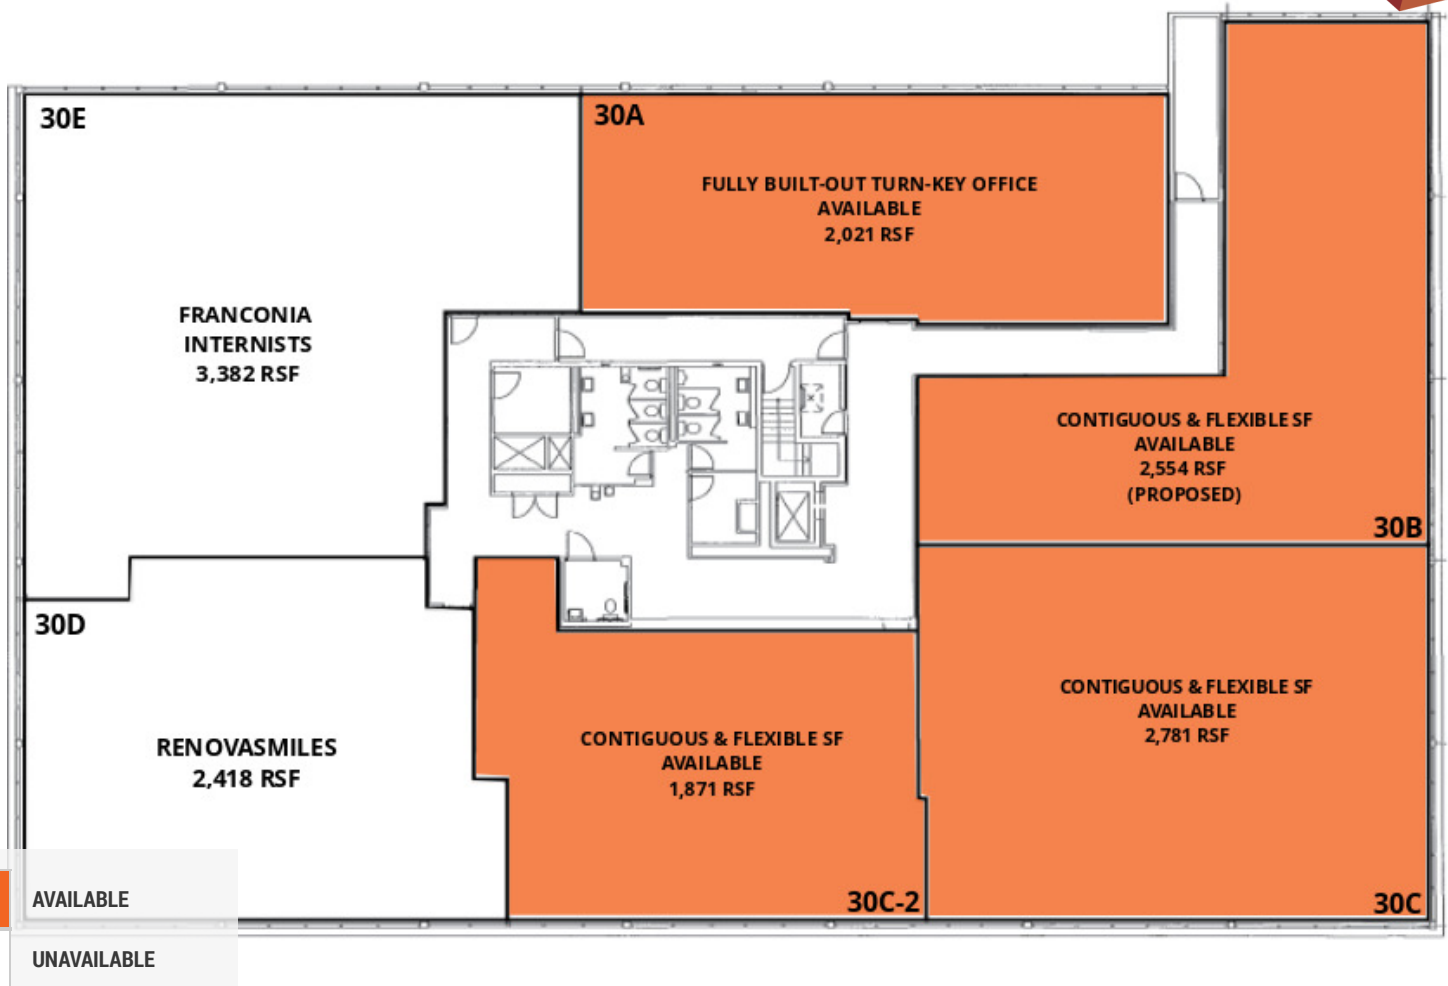 30E
30A
FULLY BUILT-OUT TURN-KEY OFFICE
AVAILABLE
2,021 RSF
FRANCONIA
INTERNISTS
3,382 RSF
CONTIGUOUS & FLEXIBLE SF
AVAILABLE
2,554 RSF
(PROPOSED)
30B
30D
RENOVASMILES
2,418 RSF
CONTIGUOUS & FLEXIBLE SF
AVAILABLE
1,871 RSF
30C-2
CONTIGUOUS & FLEXIBLE SF
AVAILABLE
2,781 RSF
30C
AVAILABLE
UNAVAILABLE